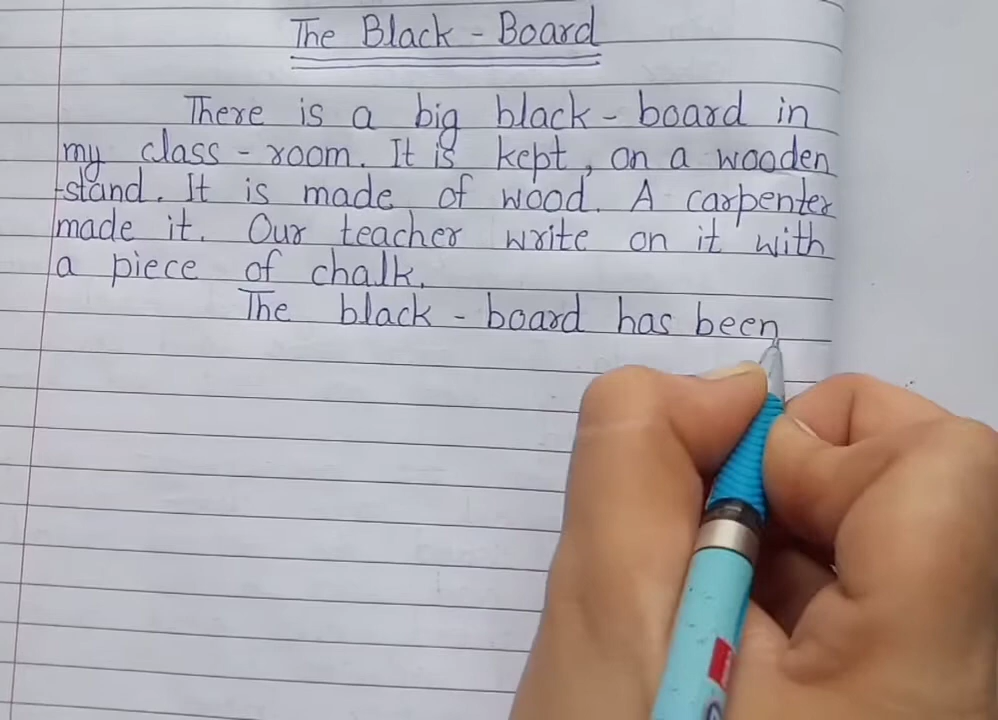 The Black - Board
There is a big black - board in
my class - room. It is kept, on a wooden
stand. It is made of wood. A carpenter
made it. Our teacher write on it with
a piece of chalk.
The black - board has been